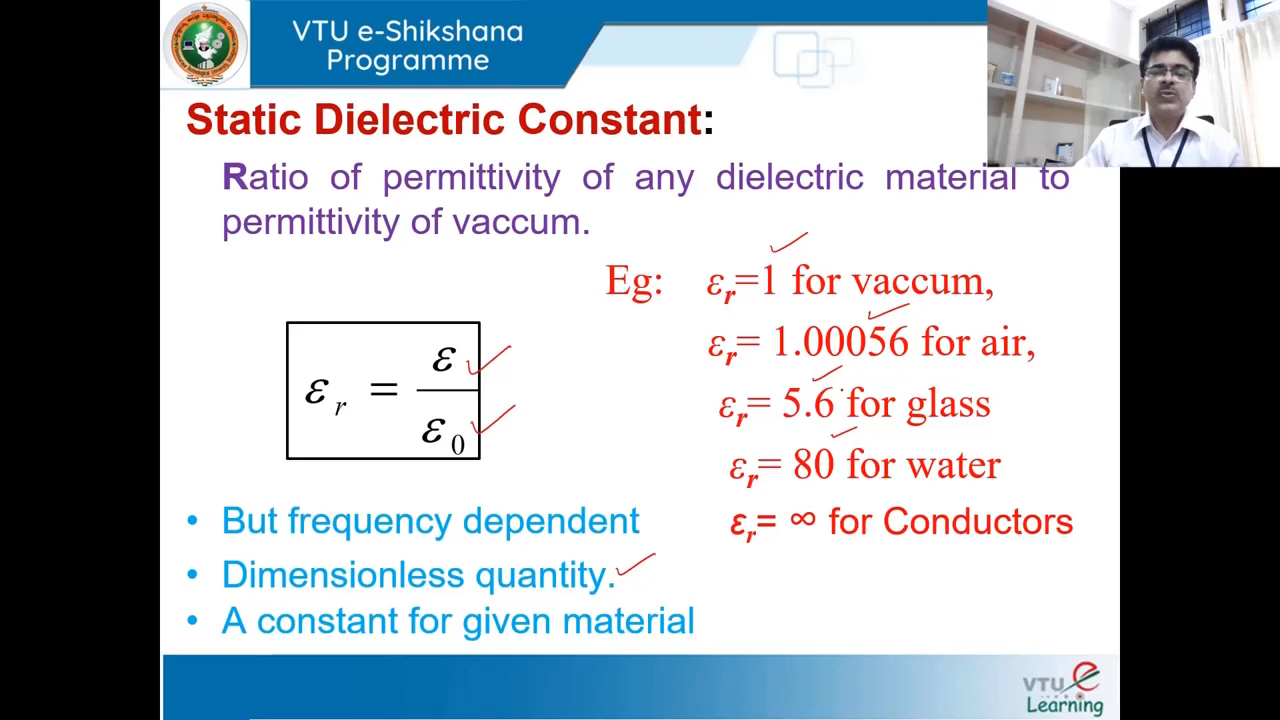 VTU e-Shikshana
Programme
Static Dielectric Constant:
Ratio of permittivity of any dielectric material to
permittivity of vaccum.
Eg: εr=1 for vaccum,
εr= 1.00056 for air,
εr= 5.6 for glass
εr= 80 for water
εr= ∞ for Conductors
εr = ε/ε0
• But frequency dependent
• Dimensionless quantity.
• A constant for given material
VTU e
Learning